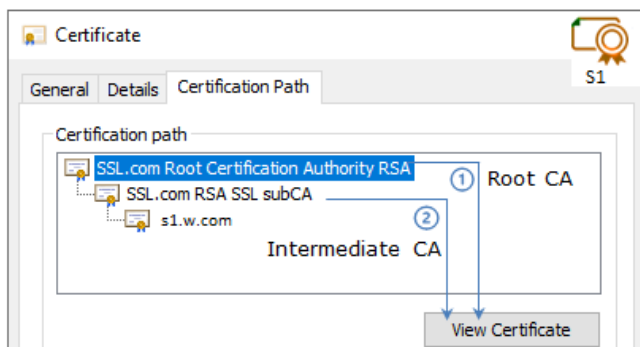 Certificate
S1
General Details Certification Path
Certification path
SSL.com Root Certification Authority RSA
1 Root CA
SSL.com RSA SSL subCA
2
s1.w.com
Intermediate CA
View Certificate